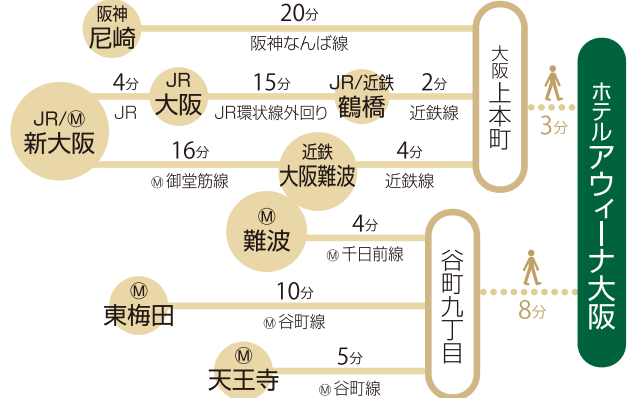 阪神
尼崎
20分
阪神なんば線
JR/Ⓜ
新大阪
4分
JR
JR
大阪
15分
JR環状線外回り
JR/近鉄
鶴橋
2分
近鉄線
16分
Ⓜ御堂筋線
近鉄
大阪難波
4分
近鉄線
大阪上本町
3分
Ⓜ
難波
4分
Ⓜ千日前線
Ⓜ
東梅田
10分
Ⓜ谷町線
Ⓜ
天王寺
5分
Ⓜ谷町線
谷町九丁目
8分
ホテルアウィーナ大阪